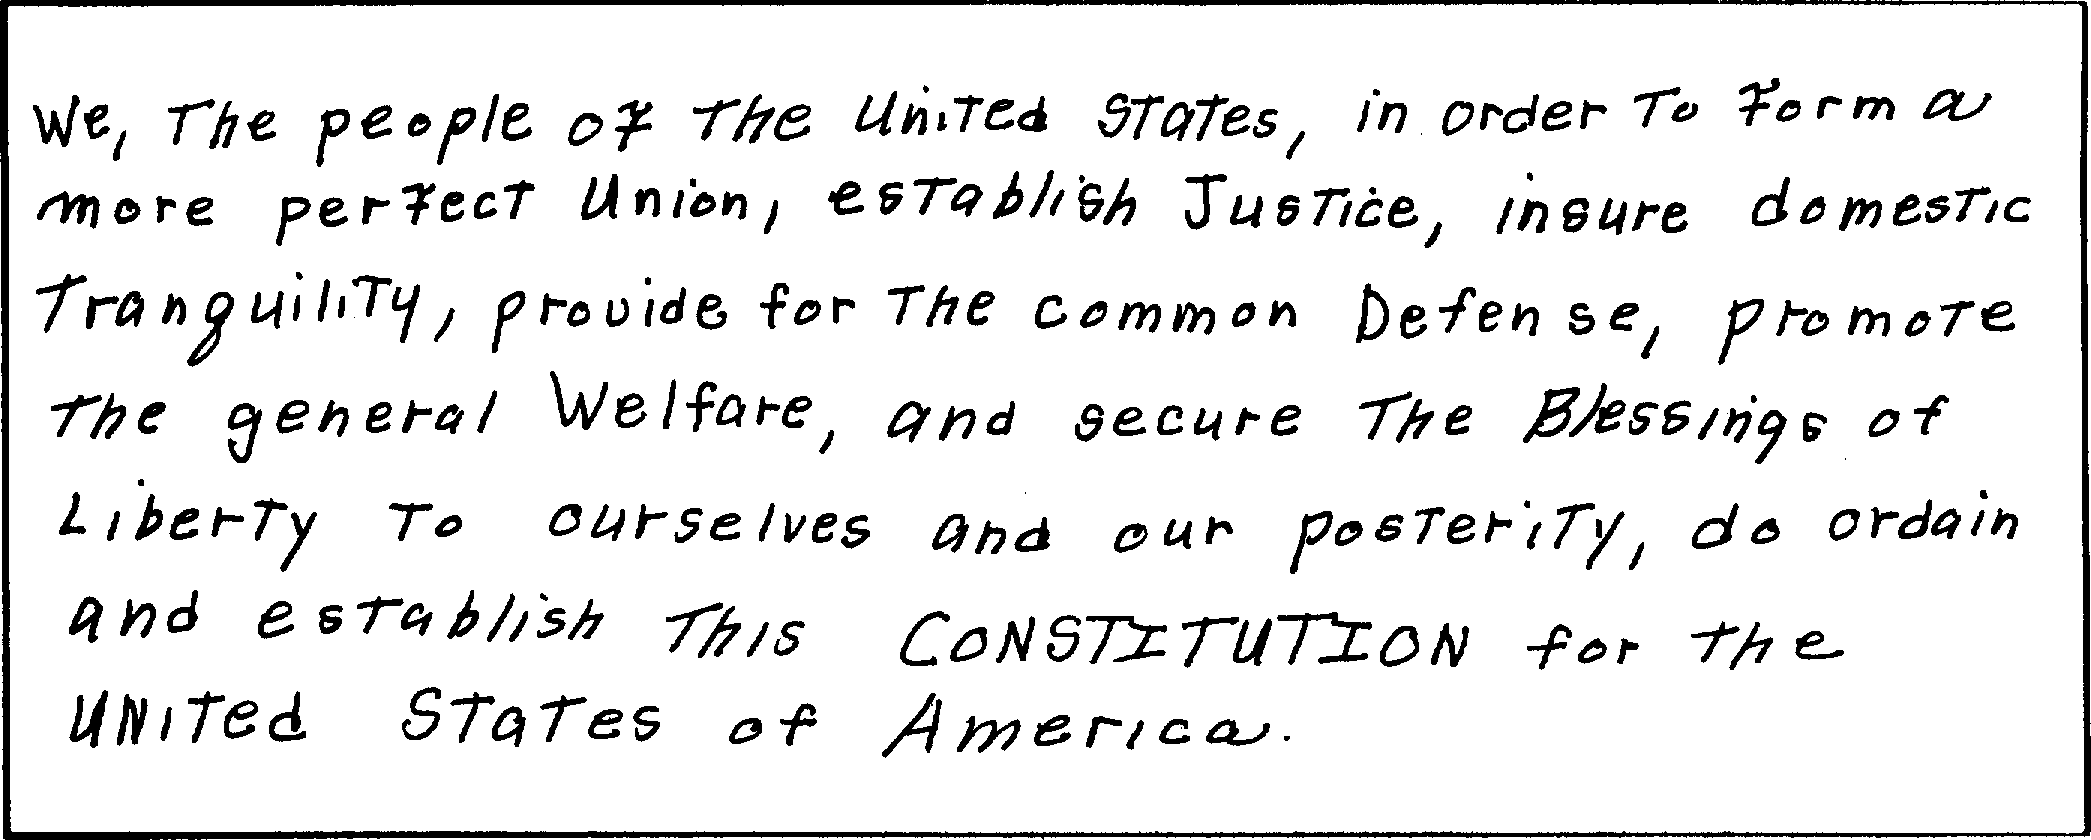 We, The people of the United States, in order To form a
more perfect Union, establish Justice, insure domestic
Tranquility, provide for The common Defense, promote
the general Welfare, and secure The Blessings of
Liberty To ourselves and our posterity, do ordain
and establish This CONSTITUTION for the
UNited States of America.